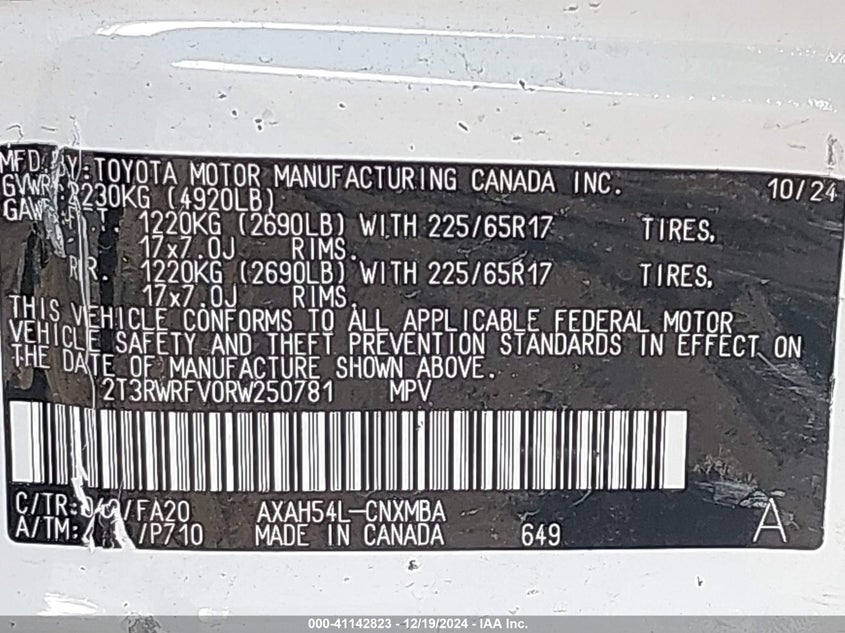 MFD. BY: TOYOTA MOTOR MANUFACTURING CANADA INC. 10/24
GVWR 2230KG (4920LB)
GAWR FRT. 1220KG (2690LB) WITH 225/65R17 TIRES,
17x7.0J RIMS.
RR. 1220KG (2690LB) WITH 225/65R17 TIRES,
17x7.0J RIMS.
THIS VEHICLE CONFORMS TO ALL APPLICABLE FEDERAL MOTOR
VEHICLE SAFETY AND THEFT PREVENTION STANDARDS IN EFFECT ON
THE DATE OF MANUFACTURE SHOWN ABOVE.
2T3RWRFV0RW250781 MPV
C/TR: /FA20 AXAH54L-CNXMBA A
A/TM: /P710 MADE IN CANADA 649
000-41142823 - 12/19/2024 - IAA Inc.